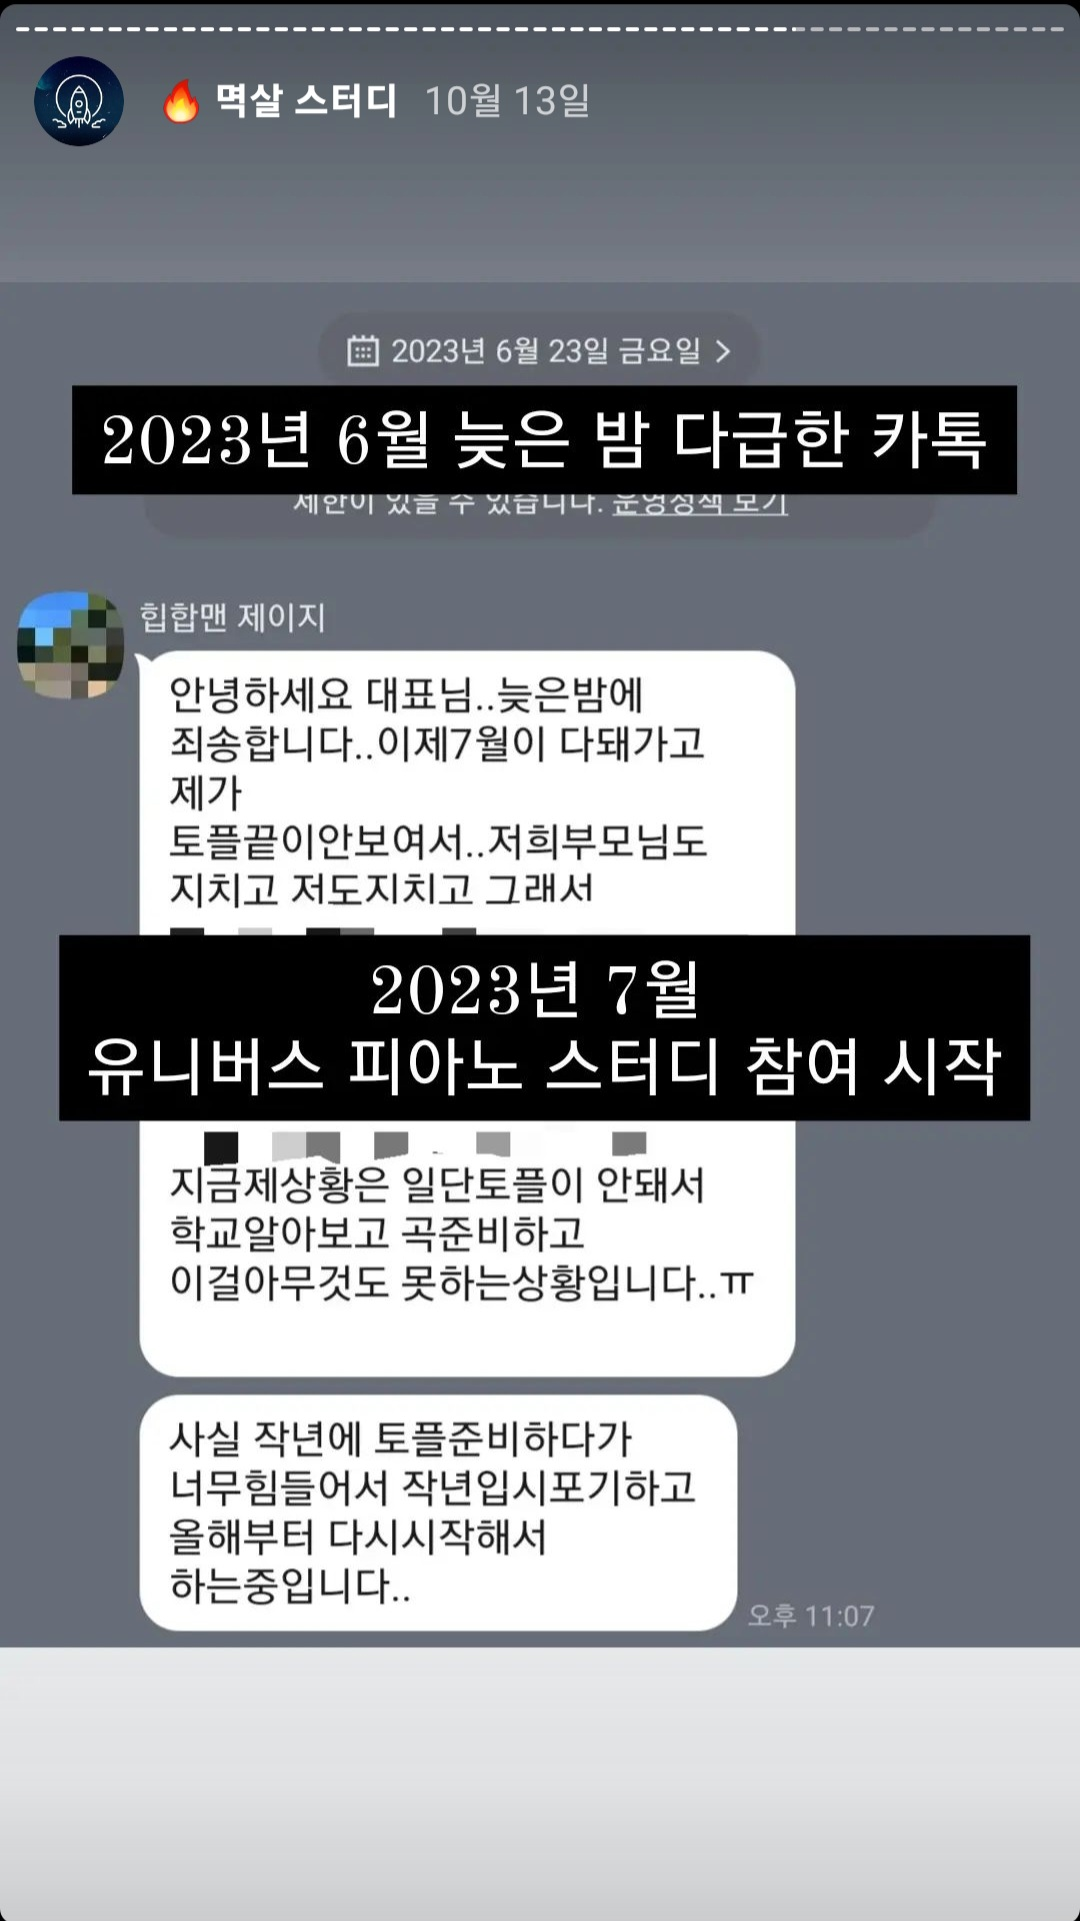 🔥 멱살 스터디 10월 13일
2023년 6월 23일 금요일
2023년 6월 늦은 밤 다급한 카톡
제한이 있을 수 있습니다. 운영정책 보기
힙합맨 제이지
안녕하세요 대표님..늦은밤에
죄송합니다..이제7월이 다돼가고
제가
토플끝이안보여서..저희부모님도
지치고 저도지치고 그래서
2023년 7월
유니버스 피아노 스터디 참여 시작
지금제상황은 일단토플이 안돼서
학교알아보고 곡준비하고
이걸아무것도 못하는상황입니다..ㅠ
사실 작년에 토플준비하다가
너무힘들어서 작년입시포기하고
올해부터 다시시작해서
하는중입니다..
오후 11:07